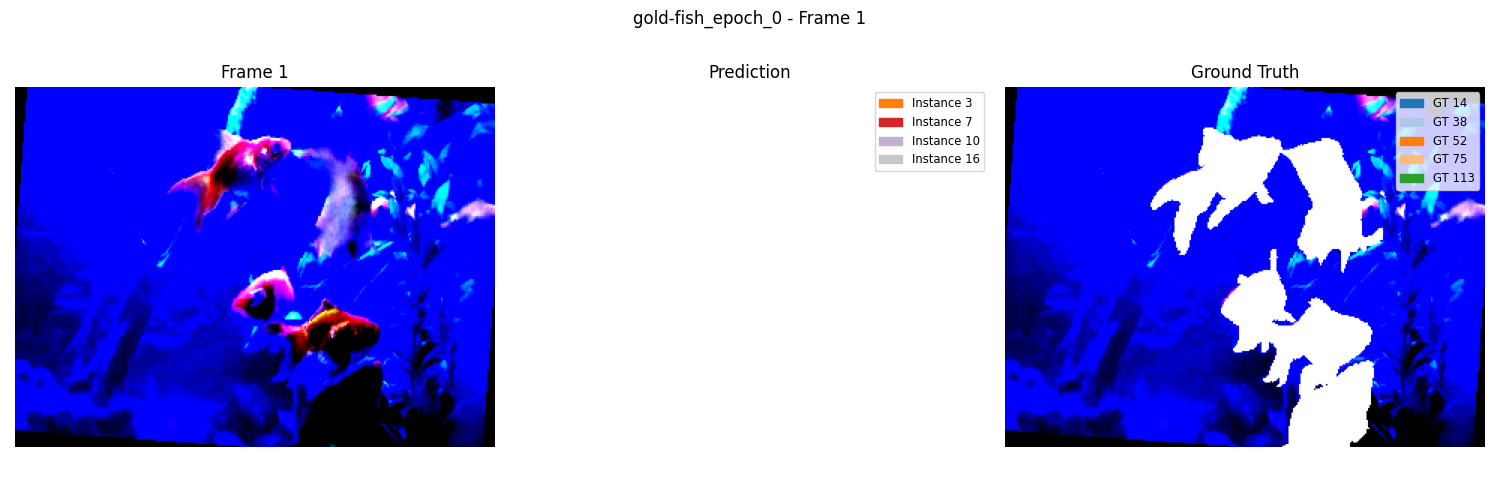 gold-fish_epoch_0 - Frame 1
Frame 1
Prediction
Ground Truth
Instance 3
Instance 7
Instance 10
Instance 16
GT 14
GT 38
GT 52
GT 75
GT 113